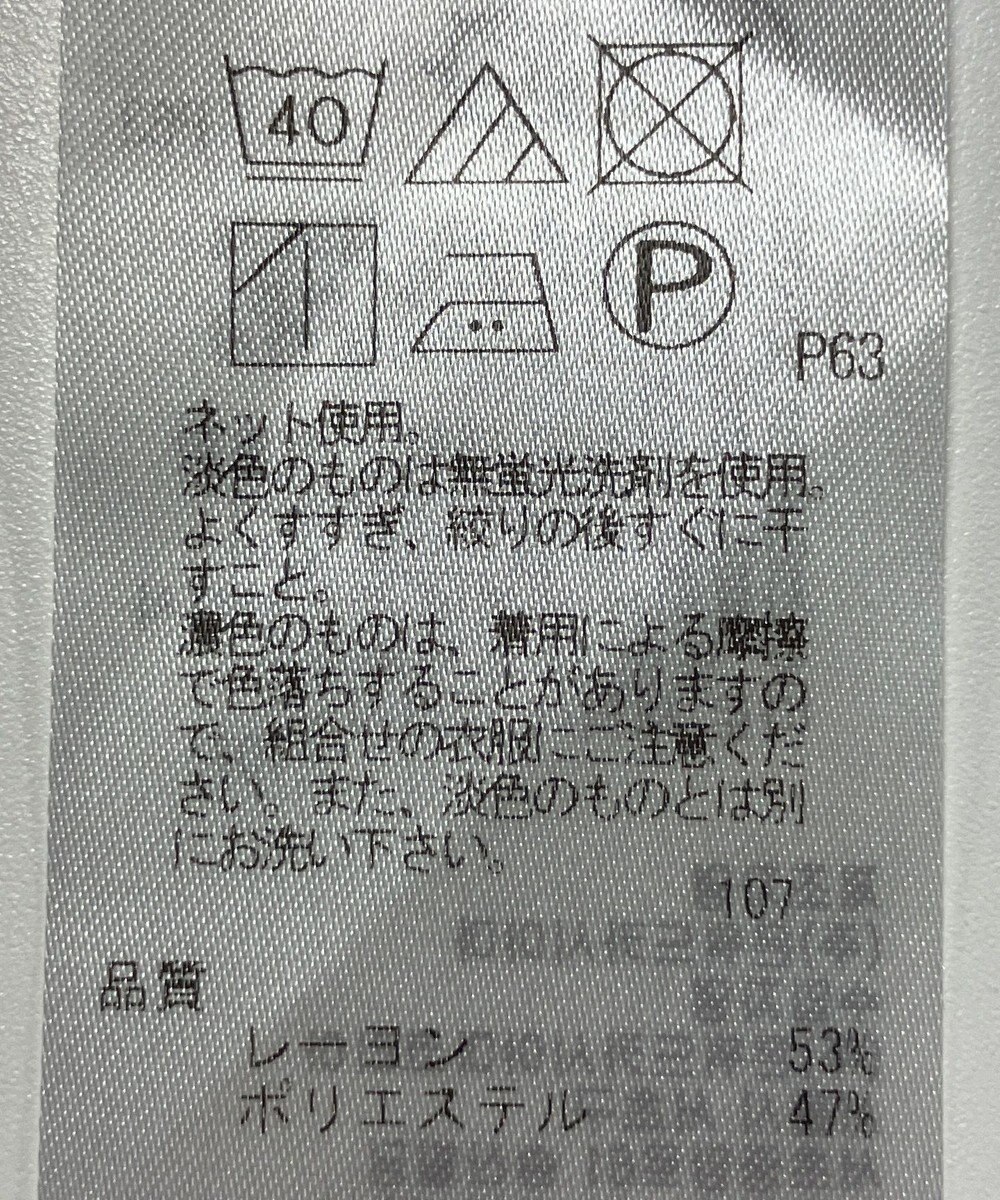 40
P
P63
ネット使用。
淡色のものは無蛍光洗剤を使用。
よくすすぎ、絞りの後すぐに干
すこと。
濃色のものは、着用による摩擦
で色落ちすることがありますの
で、組合せの衣服にご注意くだ
さい。また、淡色のものとは別
にお洗い下さい。
107
品質
レーヨン 53%
ポリエステル 47%